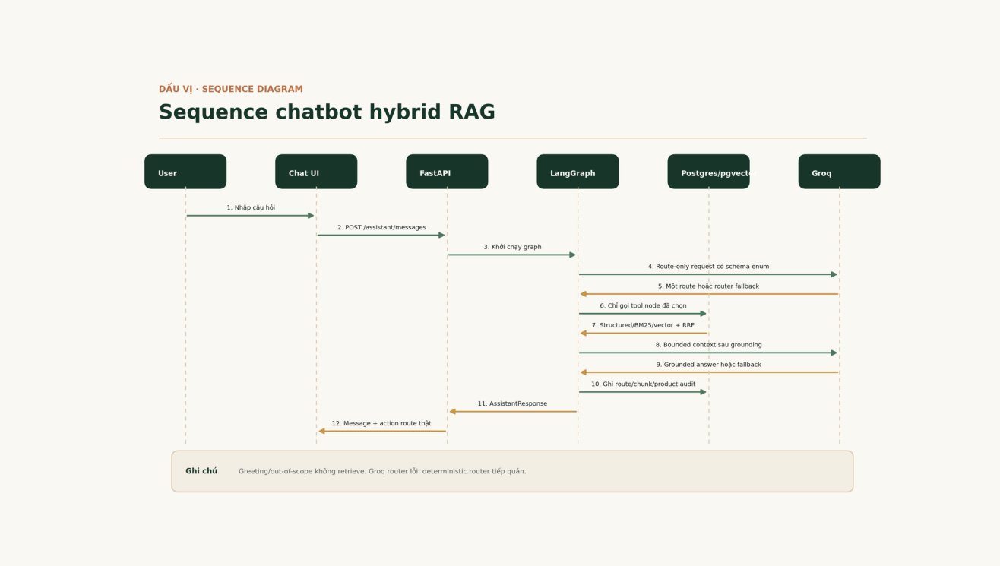 DẤU VỊ · SEQUENCE DIAGRAM
Sequence chatbot hybrid RAG
User
Chat UI
FastAPI
LangGraph
Postgres/pgvector
Groq
1. Nhập câu hỏi
2. POST /assistant/messages
3. Khởi chạy graph
4. Route-only request có schema enum
5. Một route hoặc router fallback
6. Chỉ gọi tool node đã chọn
7. Structured/BM25/vector + RRF
8. Bounded context sau grounding
9. Grounded answer hoặc fallback
10. Ghi route/chunk/product audit
11. AssistantResponse
12. Message + action route thật
Ghi chú
Greeting/out-of-scope không retrieve. Groq router lỗi: deterministic router tiếp quản.